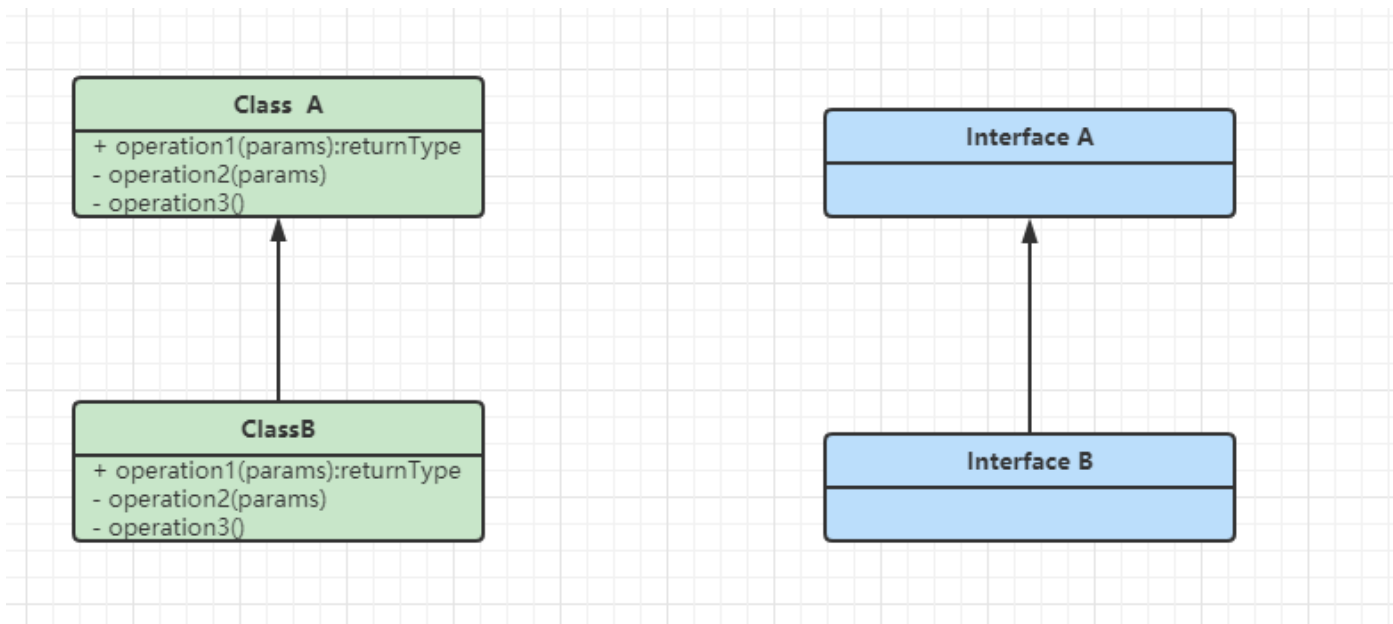 Class  A
+ operation1(params):returnType
- operation2(params)
- operation3()
Interface A
ClassB
+ operation1(params):returnType
- operation2(params)
- operation3()
Interface B